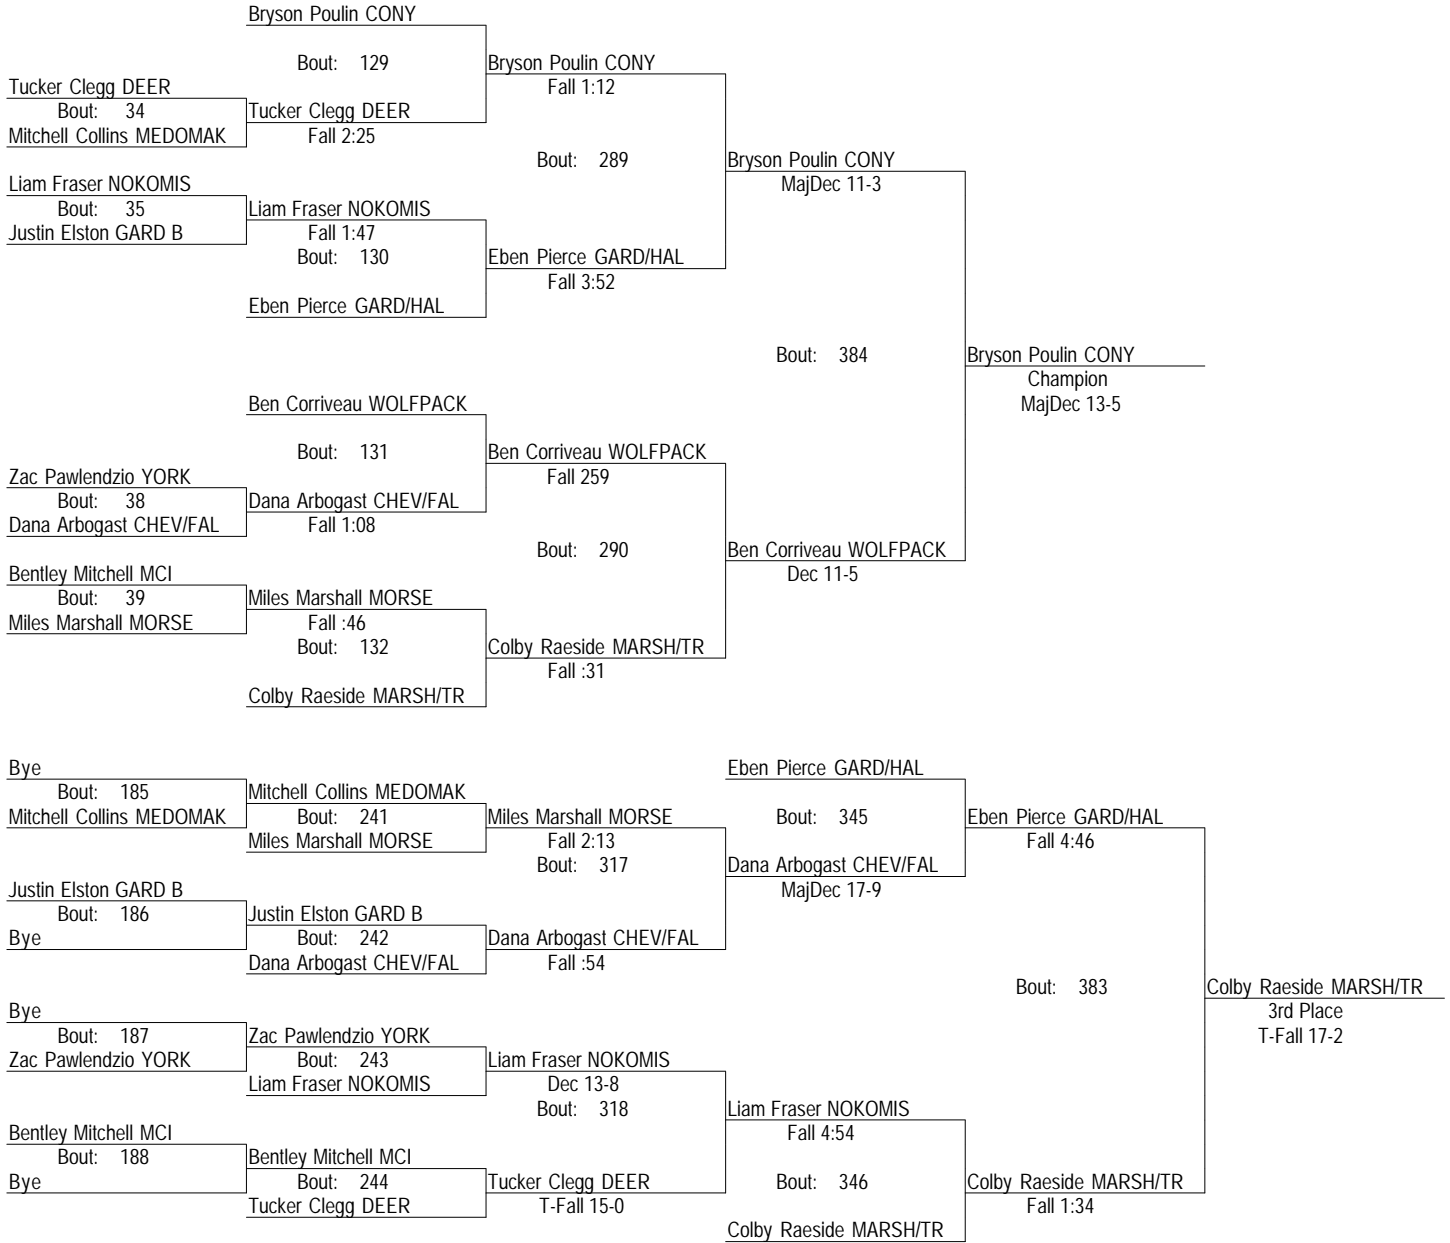 Bryson Poulin CONY
Bout: 129
Bryson Poulin CONY
Fall 1:12
Tucker Clegg DEER
Bout: 34
Tucker Clegg DEER
Mitchell Collins MEDOMAK
Fall 2:25
Bout: 289
Bryson Poulin CONY
MajDec 11-3
Liam Fraser NOKOMIS
Bout: 35
Liam Fraser NOKOMIS
Justin Elston GARD B
Fall 1:47
Bout: 130
Eben Pierce GARD/HAL
Fall 3:52
Eben Pierce GARD/HAL
Bout: 384
Bryson Poulin CONY
Champion
MajDec 13-5
Ben Corriveau WOLFPACK
Bout: 131
Ben Corriveau WOLFPACK
Fall 259
Zac Pawlendzio YORK
Bout: 38
Dana Arbogast CHEV/FAL
Dana Arbogast CHEV/FAL
Fall 1:08
Bout: 290
Ben Corriveau WOLFPACK
Dec 11-5
Bentley Mitchell MCI
Bout: 39
Miles Marshall MORSE
Miles Marshall MORSE
Fall :46
Bout: 132
Colby Raeside MARSH/TR
Fall :31
Colby Raeside MARSH/TR
Bye
Eben Pierce GARD/HAL
Bout: 185
Mitchell Collins MEDOMAK
Mitchell Collins MEDOMAK
Bout: 241
Miles Marshall MORSE
Bout: 345
Eben Pierce GARD/HAL
Miles Marshall MORSE
Fall 2:13
Fall 4:46
Bout: 317
Dana Arbogast CHEV/FAL
MajDec 17-9
Justin Elston GARD B
Bout: 186
Justin Elston GARD B
Bye
Bout: 242
Dana Arbogast CHEV/FAL
Dana Arbogast CHEV/FAL
Fall :54
Bout: 383
Colby Raeside MARSH/TR
3rd Place
T-Fall 17-2
Bye
Bout: 187
Zac Pawlendzio YORK
Zac Pawlendzio YORK
Bout: 243
Liam Fraser NOKOMIS
Liam Fraser NOKOMIS
Dec 13-8
Bout: 318
Liam Fraser NOKOMIS
Fall 4:54
Bentley Mitchell MCI
Bout: 188
Bentley Mitchell MCI
Bye
Bout: 244
Tucker Clegg DEER
Bout: 346
Colby Raeside MARSH/TR
Tucker Clegg DEER
T-Fall 15-0
Fall 1:34
Colby Raeside MARSH/TR